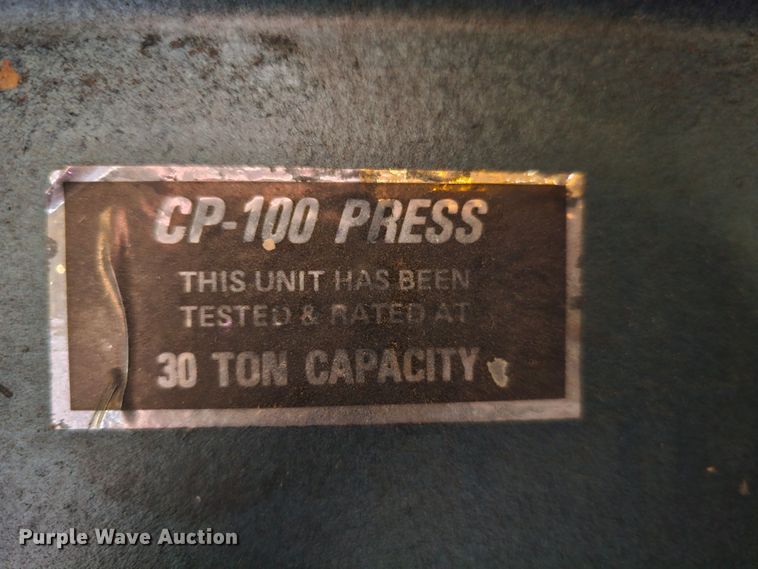 CP-100 PRESS
THIS UNIT HAS BEEN
TESTED & RATED AT
30 TON CAPACITY
Purple Wave Auction